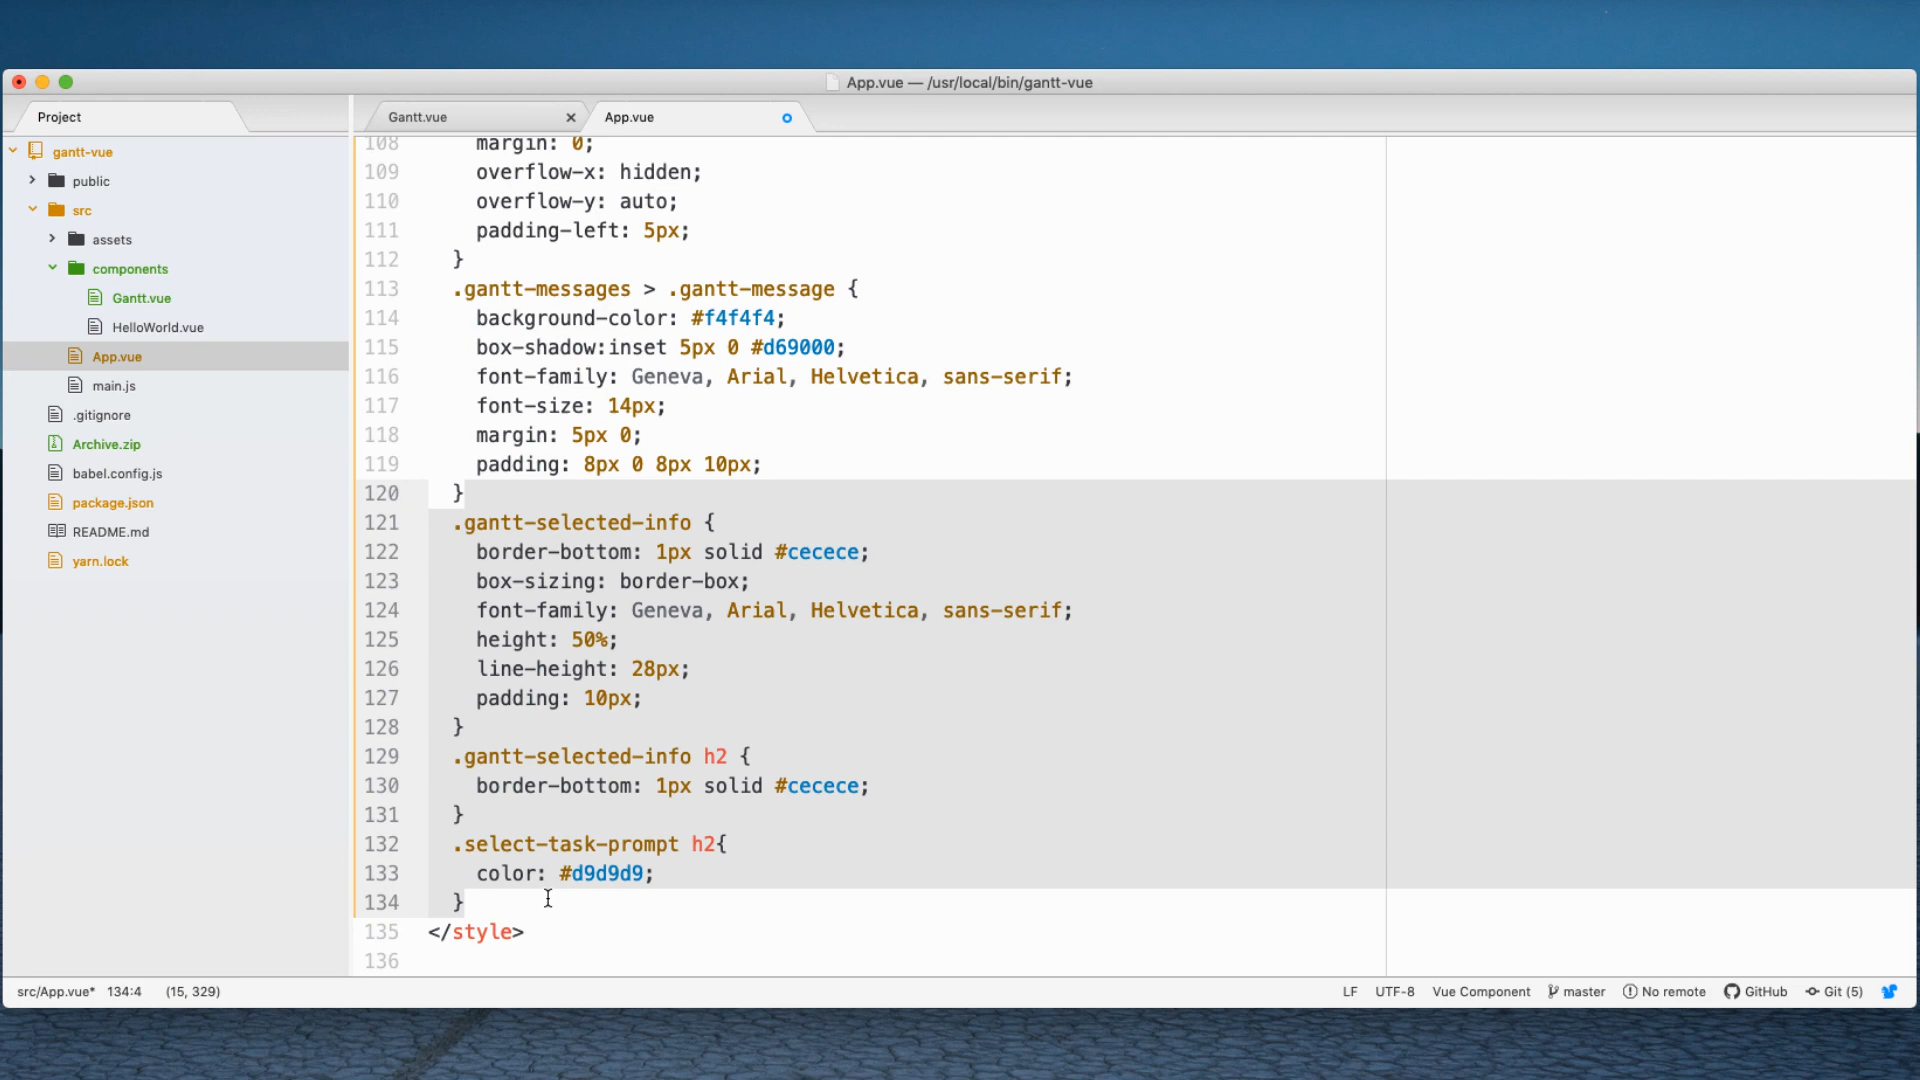 App.vue — /usr/local/bin/gantt-vue
Project
Gantt.vue
App.vue
gantt-vue
public
src
assets
components
Gantt.vue
HelloWorld.vue
App.vue
main.js
.gitignore
Archive.zip
babel.config.js
package.json
README.md
yarn.lock
108 margin: 0;
109 overflow-x: hidden;
110 overflow-y: auto;
111 padding-left: 5px;
112 }
113 .gantt-messages > .gantt-message {
114 background-color: #f4f4f4;
115 box-shadow:inset 5px 0 #d69000;
116 font-family: Geneva, Arial, Helvetica, sans-serif;
117 font-size: 14px;
118 margin: 5px 0;
119 padding: 8px 0 8px 10px;
120 }
121 .gantt-selected-info {
122 border-bottom: 1px solid #cecece;
123 box-sizing: border-box;
124 font-family: Geneva, Arial, Helvetica, sans-serif;
125 height: 50%;
126 line-height: 28px;
127 padding: 10px;
128 }
129 .gantt-selected-info h2 {
130 border-bottom: 1px solid #cecece;
131 }
132 .select-task-prompt h2{
133 color: #d9d9d9;
134 }
135 </style>
136
src/App.vue* 134:4 (15, 329)
LF UTF-8 Vue Component master No remote GitHub Git (5)